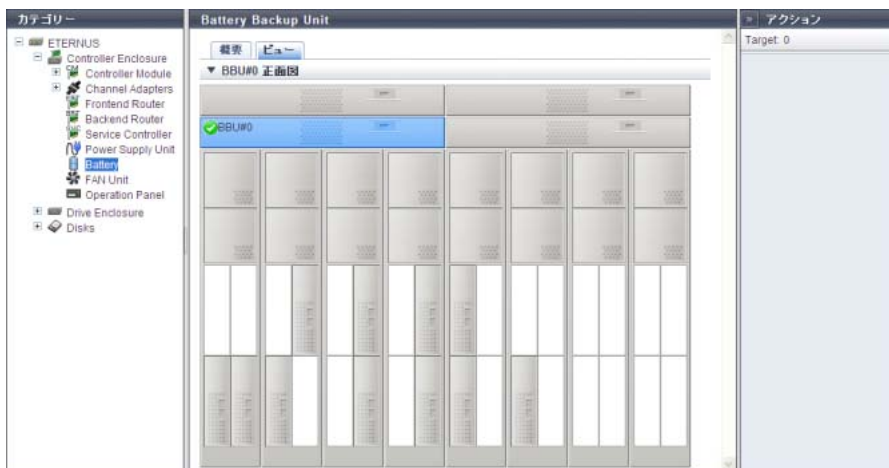 カテゴリー
ETERNUS
Controller Enclosure
Controller Module
Channel Adapters
Frontend Router
Backend Router
Service Controller
Power Supply Unit
Battery
FAN Unit
Operation Panel
Drive Enclosure
Disks
Battery Backup Unit
概要
ビュー
▼ BBU#0 正面図
BBU#0
» アクション
Target: 0